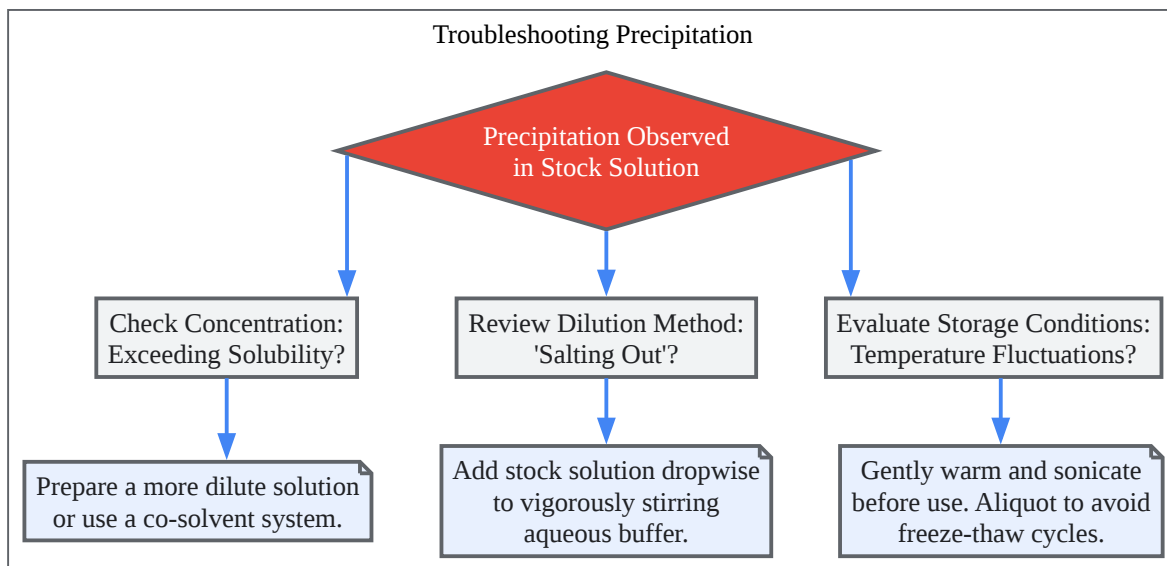 Troubleshooting Precipitation
Precipitation Observed
in Stock Solution
Check Concentration:
Exceeding Solubility?
Review Dilution Method:
'Salting Out'?
Evaluate Storage Conditions:
Temperature Fluctuations?
Prepare a more dilute solution
or use a co-solvent system.
Add stock solution dropwise
to vigorously stirring
aqueous buffer.
Gently warm and sonicate
before use. Aliquot to avoid
freeze-thaw cycles.